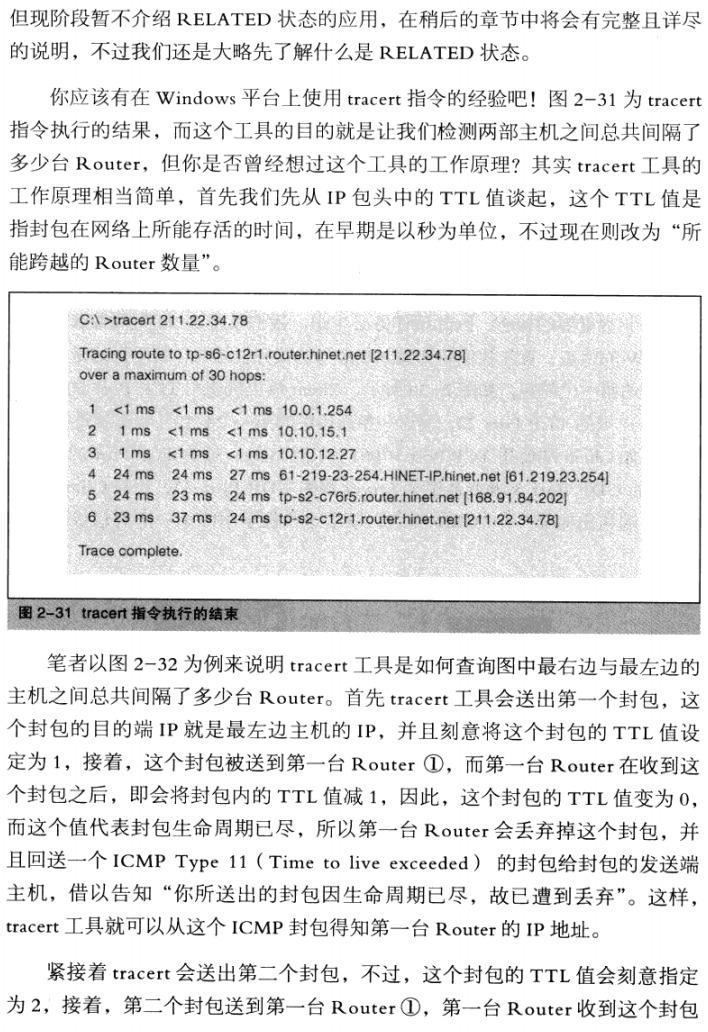 但现阶段暂不介绍 RELATED 状态的应用，在稍后的章节中将会有完整且详尽
的说明，不过我们还是大略先了解什么是 RELATED 状态。
你应该有在 Windows 平台上使用 tracert 指令的经验吧！图 2-31 为 tracert
指令执行的结果，而这个工具的目的就是让我们检测两部主机之间总共间隔了
多少台 Router，但你是否曾经想过这个工具的工作原理？其实 tracert 工具的
工作原理相当简单，首先我们先从 IP 包头中的 TTL 值谈起，这个 TTL 值是
指封包在网络上所能存活的时间，在早期是以秒为单位，不过现在则改为“所
能跨越的 Router 数量”。
C:\ >tracert 211.22.34.78
Tracing route to tp-s6-c12r1.router.hinet.net [211.22.34.78]
over a maximum of 30 hops:
1 <1 ms <1 ms <1 ms 10.0.1.254
2 1 ms <1 ms <1 ms 10.10.15.1
3 1 ms <1 ms <1 ms 10.10.12.27
4 24 ms 24 ms 27 ms 61-219-23-254.HINET-IP.hinet.net [61.219.23.254]
5 24 ms 23 ms 24 ms tp-s2-c76r5.router.hinet.net [168.91.84.202]
6 23 ms 37 ms 24 ms tp-s2-c12r1.router.hinet.net [211.22.34.78]
Trace complete.
图 2-31 tracert 指令执行的结束
笔者以图 2-32 为例来说明 tracert 工具是如何查询图中最右边与最左边的
主机之间总共间隔了多少台 Router。首先 tracert 工具会送出第一个封包，这
个封包的目的端 IP 就是最左边主机的 IP，并且刻意将这个封包的 TTL 值设
定为 1，接着，这个封包被送到第一台 Router ①，而第一台 Router 在收到这
个封包之后，即会将封包内的 TTL 值减 1，因此，这个封包的 TTL 值变为 0，
而这个值代表封包生命周期已尽，所以第一台 Router 会丢弃掉这个封包，并
且回送一个 ICMP Type 11（Time to live exceeded） 的封包给封包的发送端
主机，借以告知“你所送出的封包因生命周期已尽，故已遭到丢弃”。这样，
tracert 工具就可以从这个 ICMP 封包得知第一台 Router 的 IP 地址。
紧接着 tracert 会送出第二个封包，不过，这个封包的 TTL 值会刻意指定
为 2，接着，第二个封包送到第一台 Router ①，第一台 Router 收到这个封包